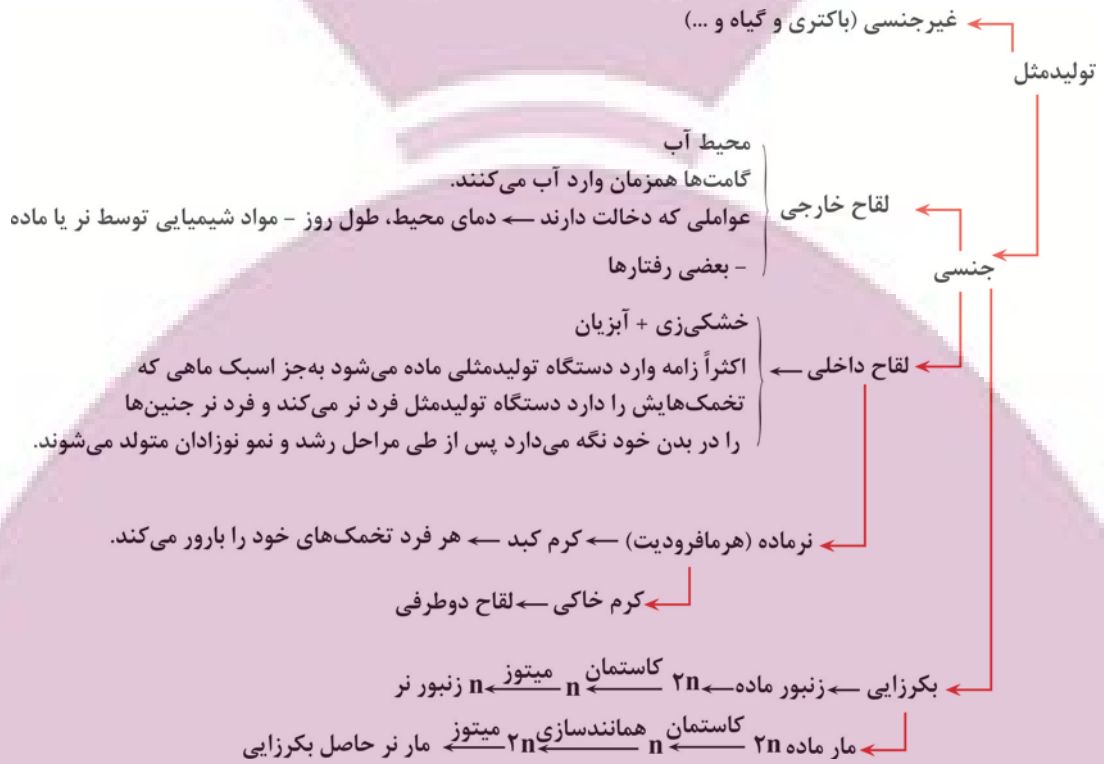 غیرجنسی (باکتری و گیاه و ...)
تولیدمثل
محیط آب
گامت‌ها همزمان وارد آب می‌کنند.
لقاح خارجی
عواملی که دخالت دارند ← دمای محیط، طول روز - مواد شیمیایی توسط نر یا ماده
- بعضی رفتارها
جنسی
خشکی‌زی + آبزیان
لقاح داخلی ← اکثراً زامه وارد دستگاه تولیدمثلی ماده می‌شود به‌جز اسبک ماهی که
تخمک‌هایش را دارد دستگاه تولیدمثل فرد نر می‌کند و فرد نر جنین‌ها
را در بدن خود نگه می‌دارد پس از طی مراحل رشد و نمو نوزادان متولد می‌شوند.
نرماده (هرمافرودیت) ← کرم کبد ← هر فرد تخمک‌های خود را بارور می‌کند.
کرم خاکی ← لقاح دوطرفی
بکرزایی ← زنبور ماده ← ۲n کاستمان ← n میتوز ← n زنبور نر
مار ماده ۲n کاستمان ← n همانندسازی ← ۲n میتوز ← مار نر حاصل بکرزایی